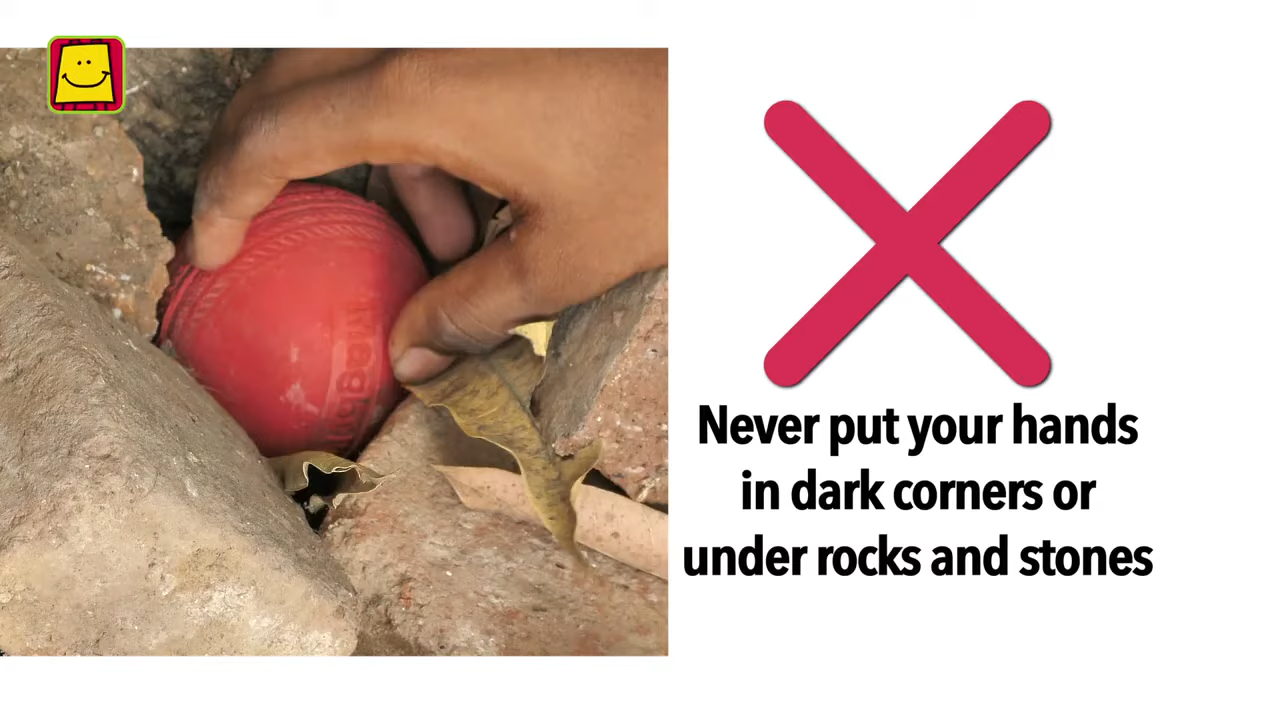 Never put your hands
in dark corners or
under rocks and stones